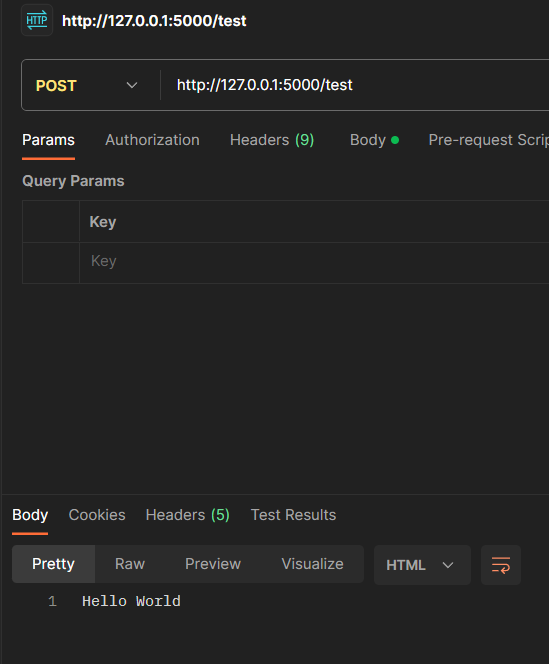 HTTP http://127.0.0.1:5000/test
POST http://127.0.0.1:5000/test
Params Authorization Headers (9) Body Pre-request Scrip
Query Params
Key
Key
Body Cookies Headers (5) Test Results
Pretty Raw Preview Visualize HTML
1 Hello World